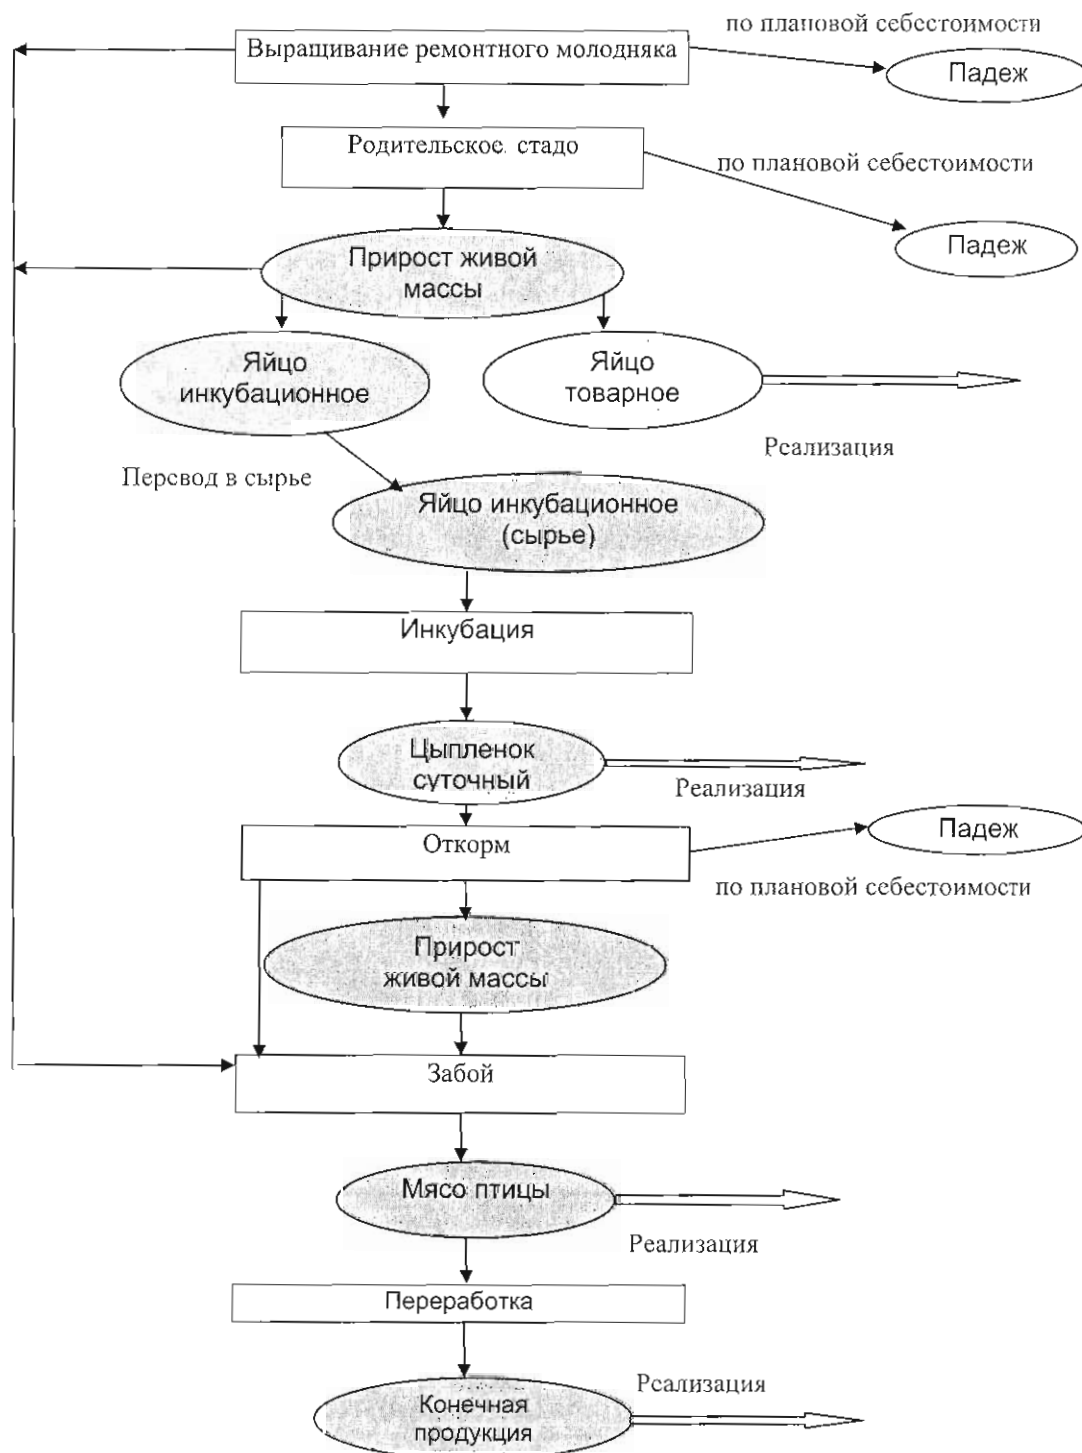 по плановой себестоимости
Выращивание ремонтного молодняка
Падеж
Родительское. стадо
по плановой себестоимости
Падеж
Прирост живой
массы
Яйцо
инкубационное
Яйцо
товарное
Реализация
Перевод в сырье
Яйцо инкубационное
(сырье)
Инкубация
Цыпленок
суточный
Реализация
Откорм
Падеж
по плановой себестоимости
Прирост
живой массы
Забой
Мясо птицы
Реализация
Переработка
Реализация
Конечная
продукция